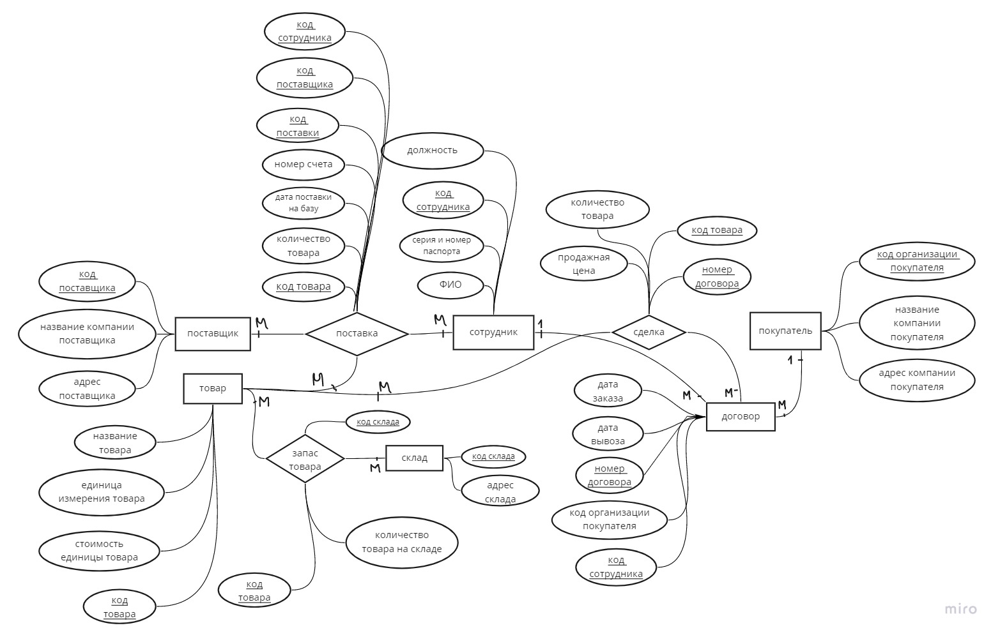 код
сотрудника
код
поставщика
код
поставки
номер счета
дата поставки
на базу
количество
товара
код товара
должность
код
сотрудника
серия и номер
паспорта
ФИО
количество
товара
продажная
цена
код товара
номер
договора
код организации
покупателя
название
компании
покупателя
адрес компании
покупателя
код
поставщика
название компании
поставщика
адрес
поставщика
поставщик
М
поставка
М
сотрудник
1
сделка
покупатель
1
товар
М
М
М
М
М
М
договор
название
товара
единица
измерения товара
стоимость
единицы товара
код
товара
код склада
запас
товара
М
склад
код склада
адрес
склада
количество
товара на складе
код
товара
дата
заказа
дата
вывоза
номер
договора
код организации
покупателя
код
сотрудника
miro